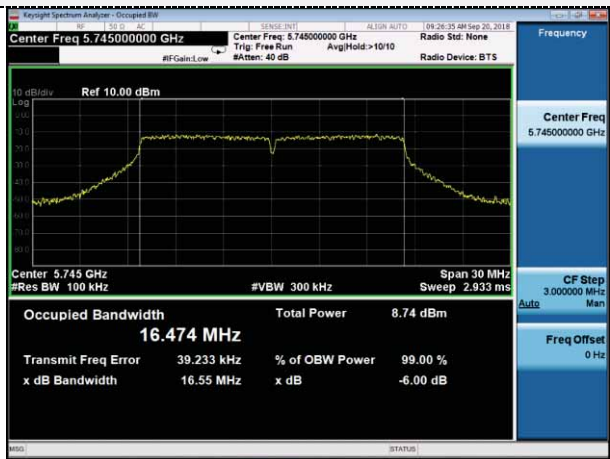 Keysight Spectrum Analyzer - Occupied BW
RF 50 Ω AC SENSE:INT ALIGN AUTO 09:26:35 AM Sep 20, 2018
Center Freq 5.745000000 GHz
Center Freq: 5.745000000 GHz
Radio Std: None
Trig: Free Run Avg|Hold:>10/10
#IFGain:Low #Atten: 40 dB Radio Device: BTS
10 dB/div Ref 10.00 dBm
Log
Center 5.745 GHz Span 30 MHz
#Res BW 100 kHz #VBW 300 kHz Sweep 2.933 ms
Occupied Bandwidth Total Power 8.74 dBm
16.474 MHz
Transmit Freq Error 39.233 kHz % of OBW Power 99.00 %
x dB Bandwidth 16.55 MHz x dB -6.00 dB
MSG STATUS
Frequency
Center Freq
5.745000000 GHz
CF Step
3.000000 MHz
Auto Man
Freq Offset
0 Hz